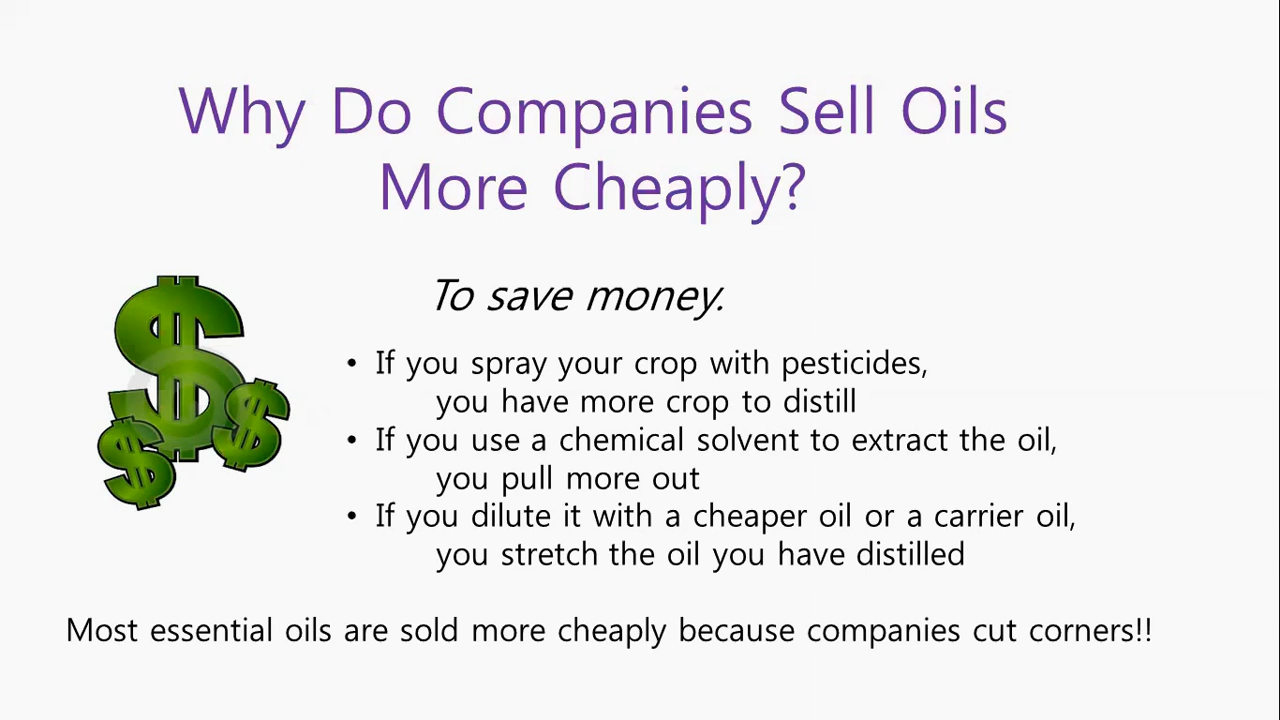 Why Do Companies Sell Oils
More Cheaply?
To save money.
• If you spray your crop with pesticides,
you have more crop to distill
• If you use a chemical solvent to extract the oil,
you pull more out
• If you dilute it with a cheaper oil or a carrier oil,
you stretch the oil you have distilled
Most essential oils are sold more cheaply because companies cut corners!!